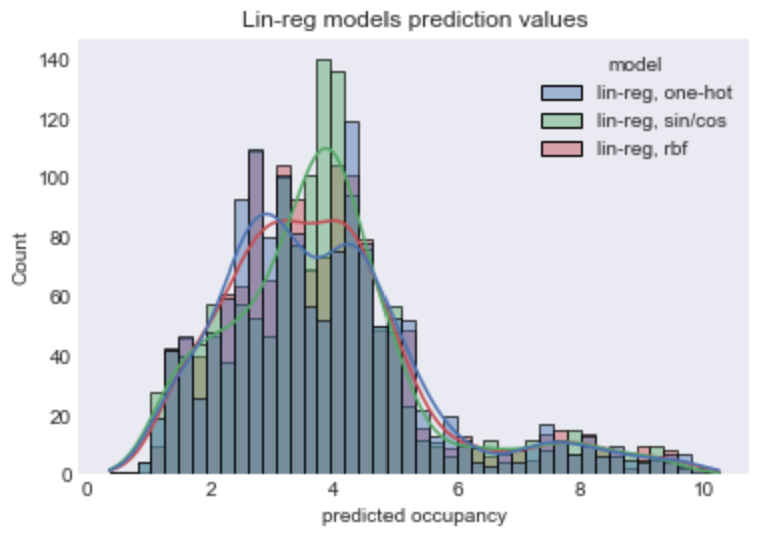 Lin-reg models prediction values
140
120
100
80
60
40
20
0
Count
model
lin-reg, one-hot
lin-reg, sin/cos
lin-reg, rbf
0 2 4 6 8 10
predicted occupancy